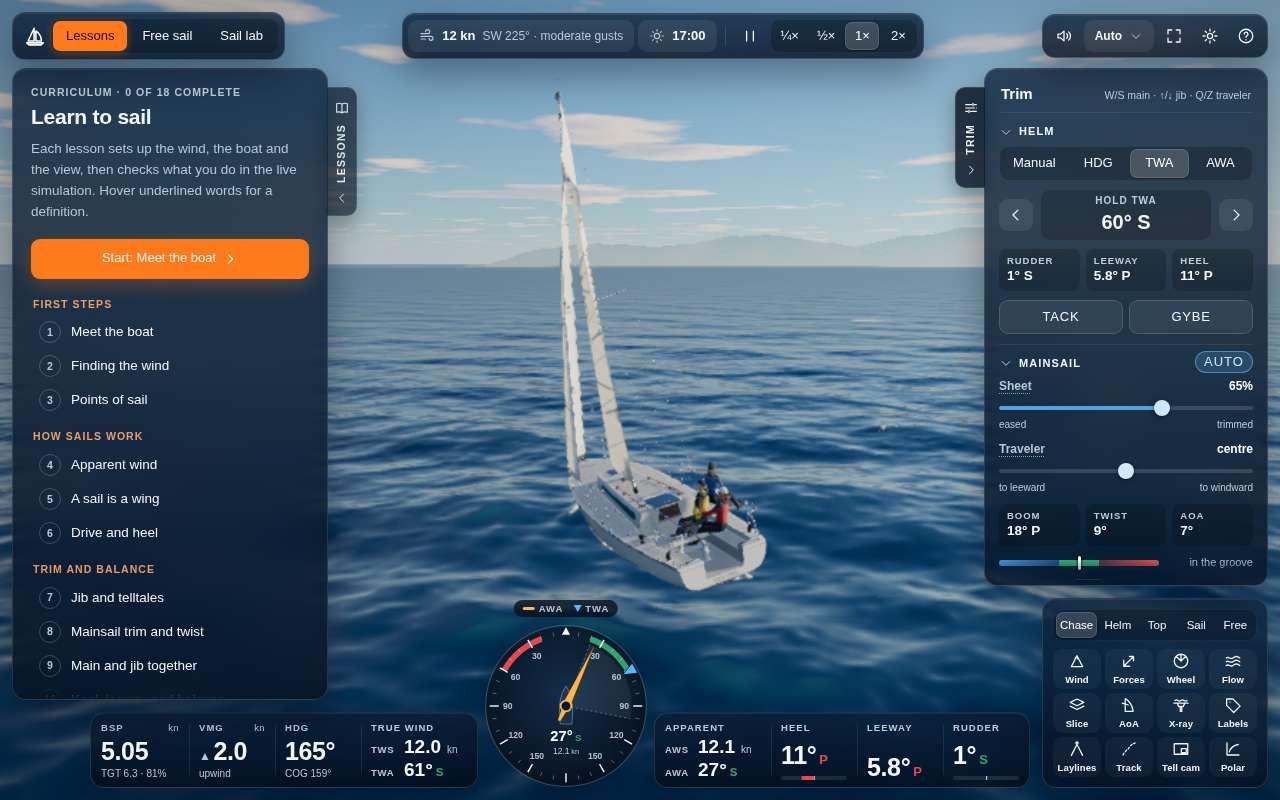 Lessons
Free sail
Sail lab
12 kn SW 225° · moderate gusts
17:00
¼×
½×
1×
2×
Auto
CURRICULUM · 0 OF 18 COMPLETE
Learn to sail
Each lesson sets up the wind, the boat and
the view, then checks what you do in the live
simulation. Hover underlined words for a
definition.
Start: Meet the boat
FIRST STEPS
1 Meet the boat
2 Finding the wind
3 Points of sail
HOW SAILS WORK
4 Apparent wind
5 A sail is a wing
6 Drive and heel
TRIM AND BALANCE
7 Jib and telltales
8 Mainsail trim and twist
9 Main and jib together
LESSONS
TRIM
Trim
W/S main · ↑/↓ jib · Q/Z traveler
HELM
Manual
HDG
TWA
AWA
HOLD TWA
60° S
RUDDER
1° S
LEEWAY
5.8° P
HEEL
11° P
TACK
GYBE
MAINSAIL
AUTO
Sheet
65%
eased
trimmed
Traveler
centre
to leeward
to windward
BOOM
18° P
TWIST
9°
AOA
7°
in the groove
Chase
Helm
Top
Sail
Free
Wind
Forces
Wheel
Flow
Slice
AoA
X-ray
Labels
Laylines
Track
Tell cam
Polar
AWA
TWA
30
30
60
60
90
90
120
120
150
150
27° S
12.1 kn
BSP kn
5.05
TGT 6.3 · 81%
VMG kn
▲2.0
upwind
HDG
165°
COG 159°
TRUE WIND
TWS 12.0 kn
TWA 61° S
APPARENT
AWS 12.1 kn
AWA 27° S
HEEL
11° P
LEEWAY
5.8° P
RUDDER
1° S